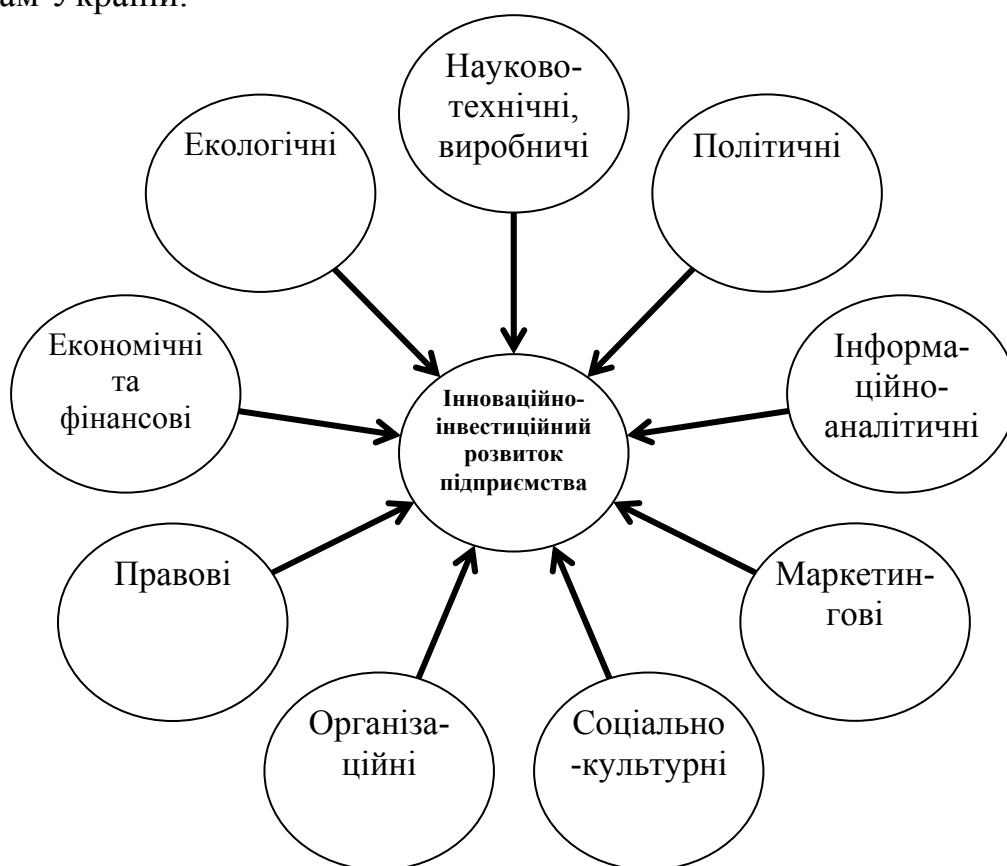 ам України.
Науково-
технічні,
виробничі
Екологічні
Політичні
Економічні
та
фінансові
Інформа-
ційно-
аналітичні
Інноваційно-
інвестиційний
розвиток
підприємства
Правові
Маркетин-
гові
Організа-
ційні
Соціально
-культурні